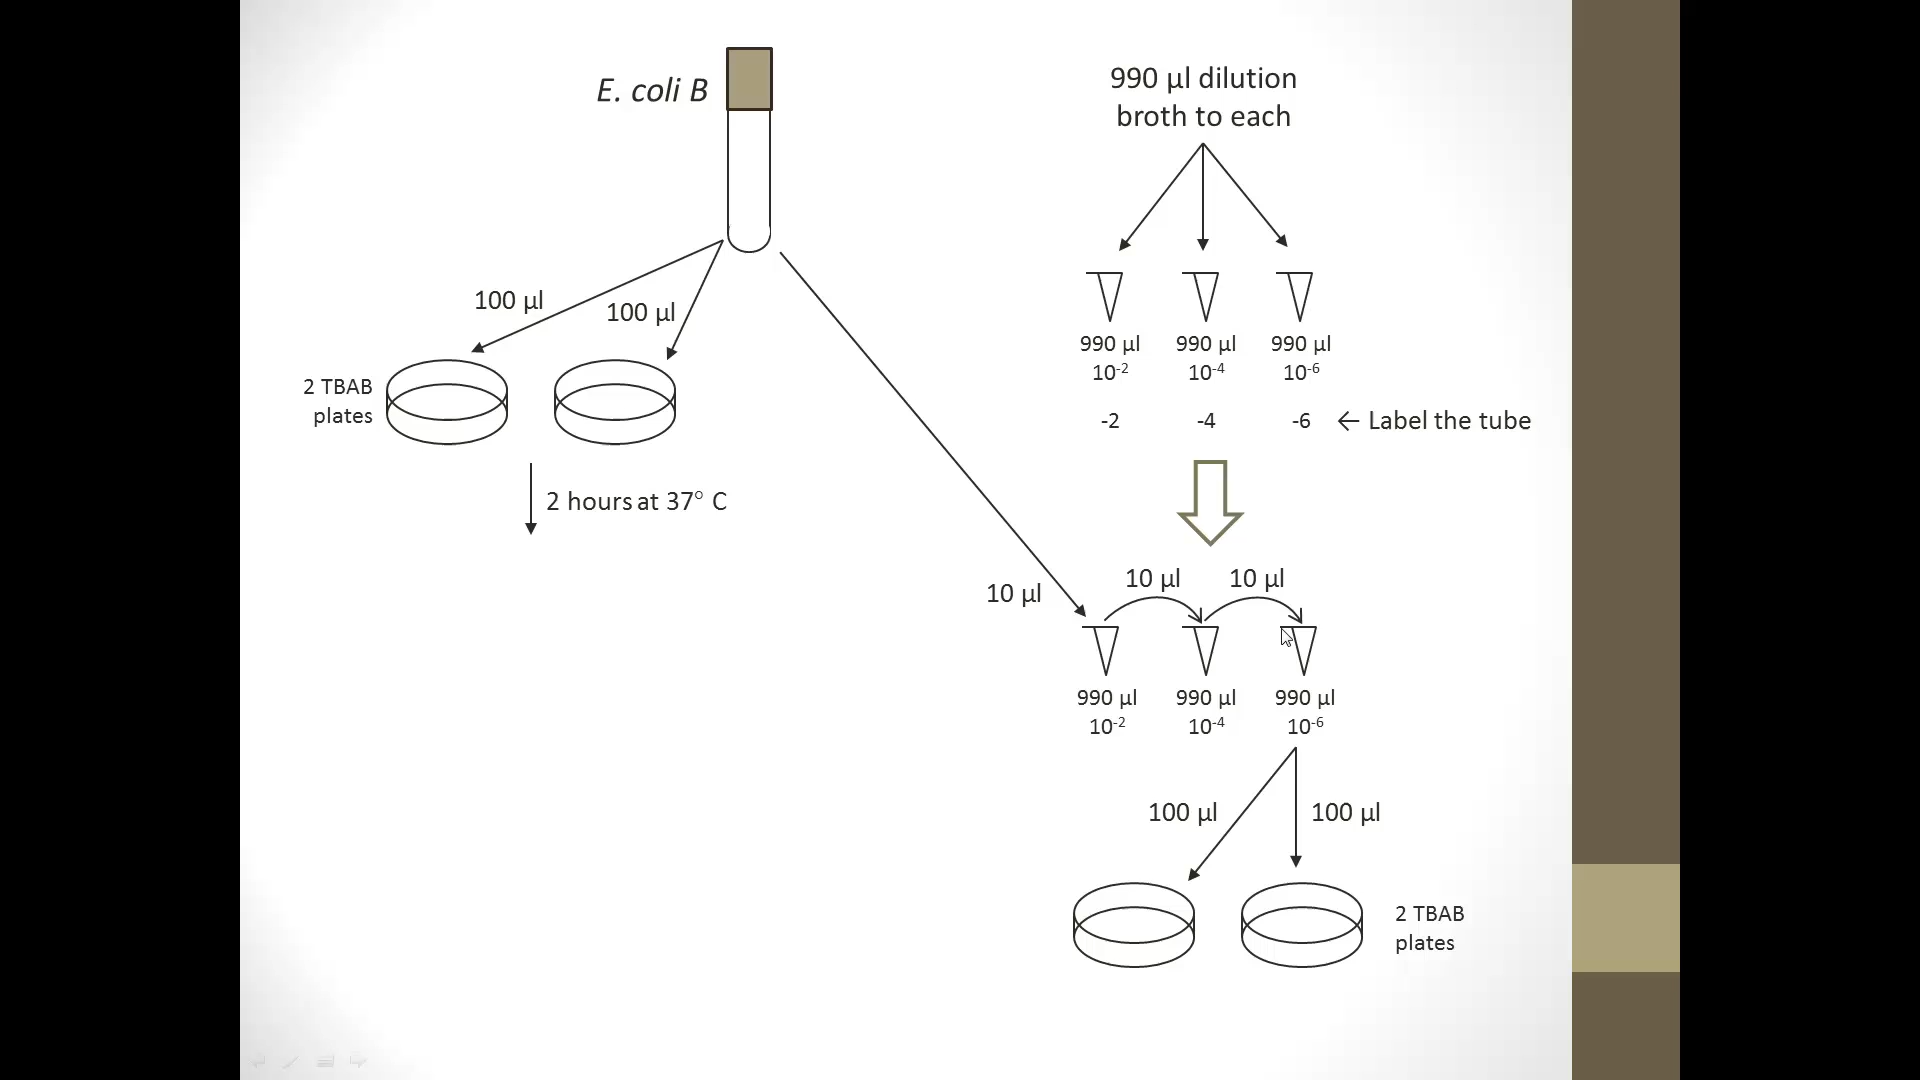 E. coli B
990 µl dilution
broth to each
100 µl
100 µl
2 TBAB
plates
2 hours at 37° C
990 µl 990 µl 990 µl
10⁻² 10⁻⁴ 10⁻⁶
-2 -4 -6 ← Label the tube
10 µl 10 µl 10 µl
990 µl 990 µl 990 µl
10⁻² 10⁻⁴ 10⁻⁶
100 µl 100 µl
2 TBAB
plates